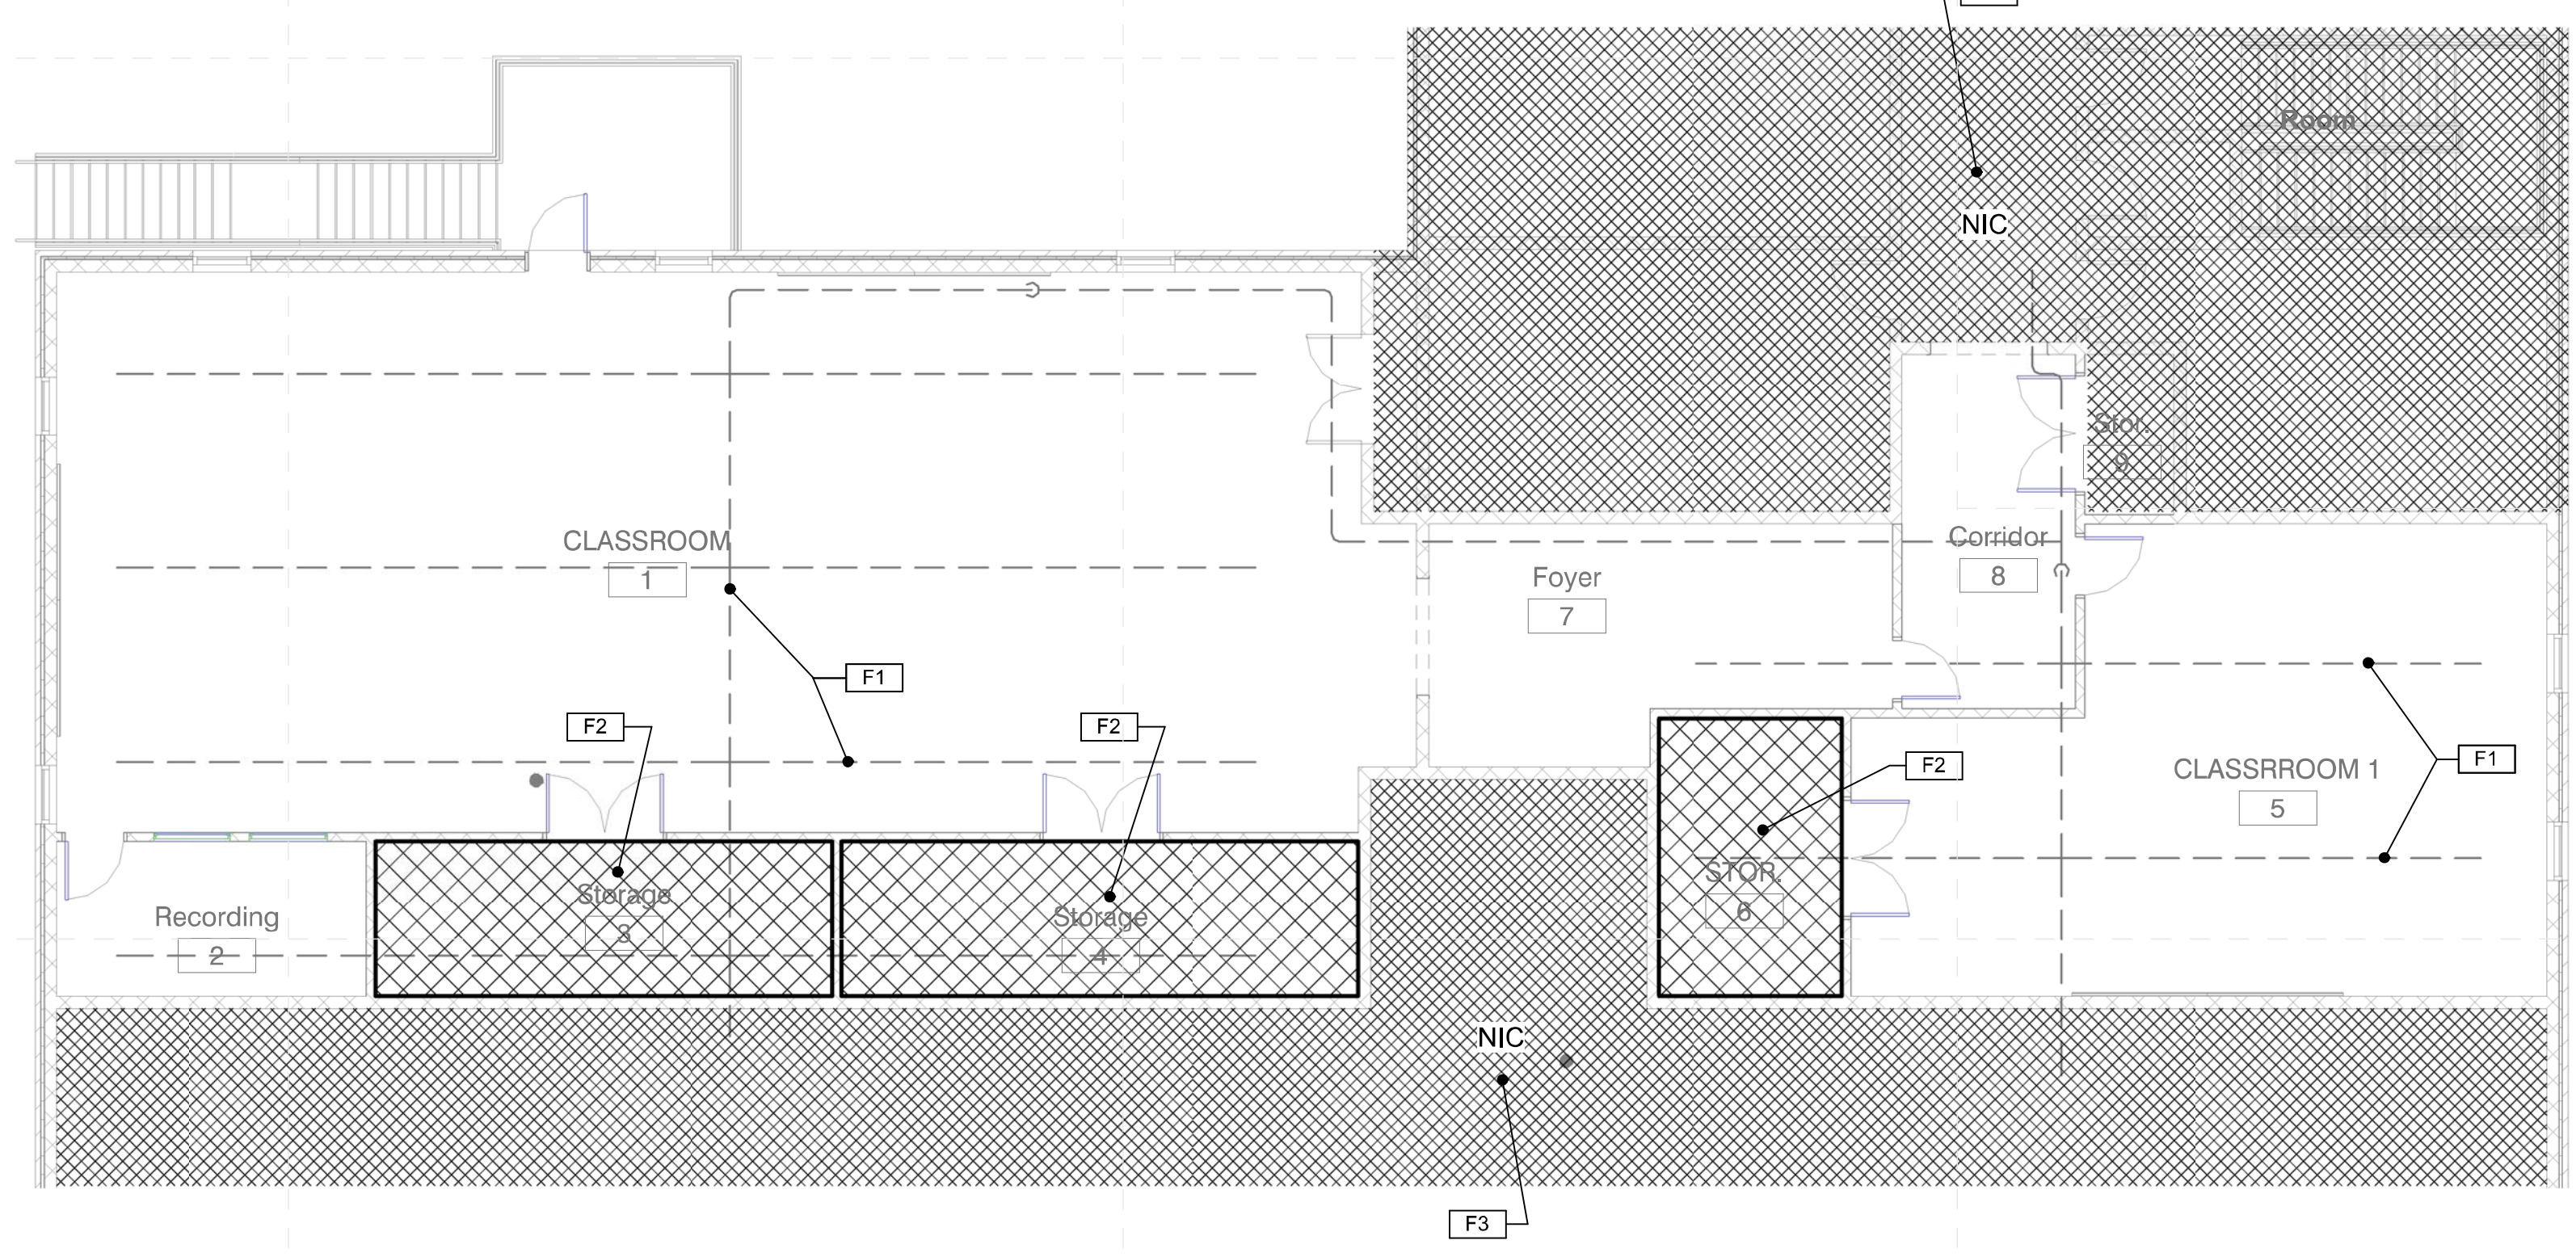 Room
NIC
Stor.
9
CLASSROOM
1
Corridor
8
Foyer
7
F1
F2
F2
F2
F1
CLASSRROOM 1
5
STOR.
6
Storage
3
Storage
4
Recording
2
NIC
F3